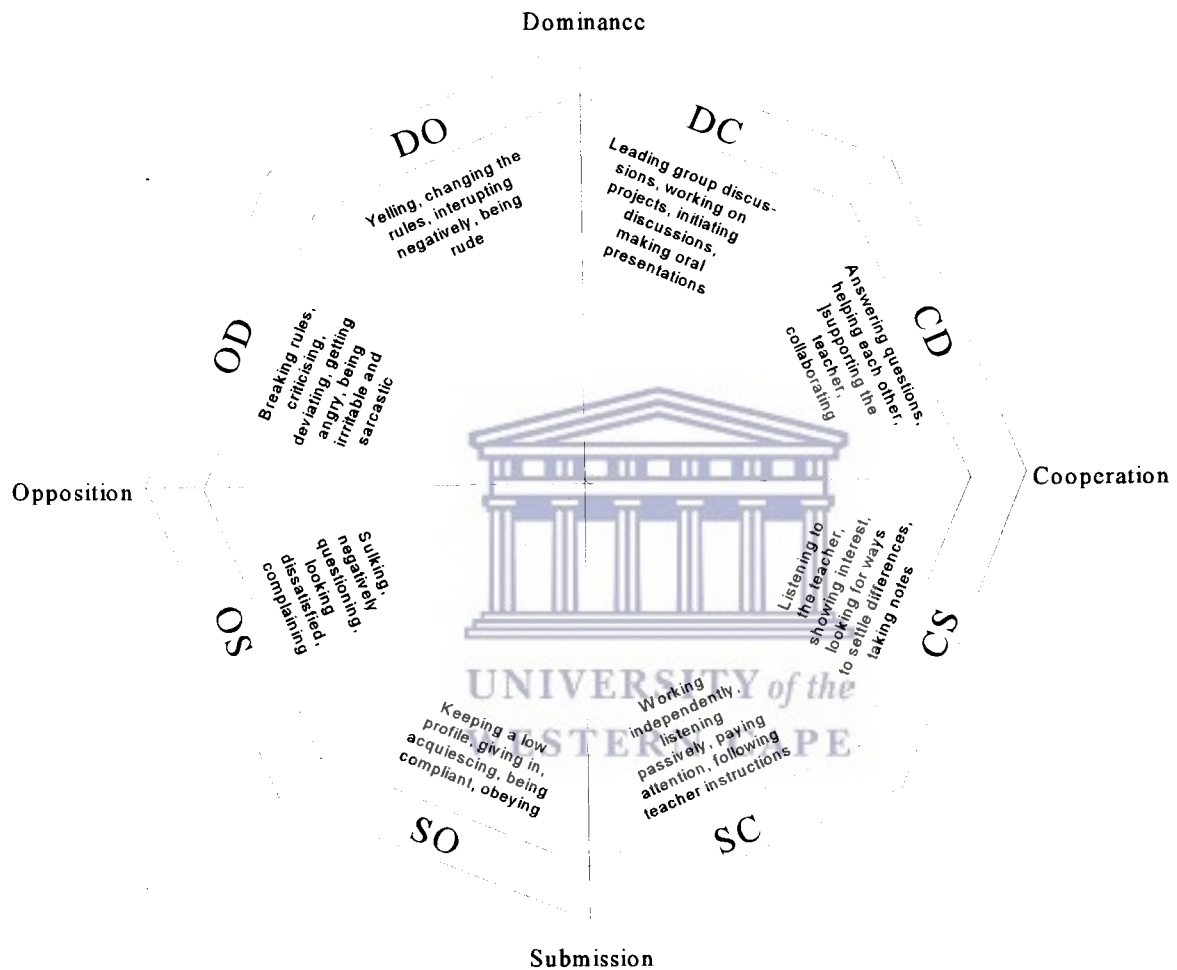 Dominance
DO
Yelling, changing the
rules, interupting
negatively, being
rude
DC
Leading group discus-
sions, working on
projects, initiating
discussions,
making oral
presentations
OD
Breaking rules,
criticising,
deviating, getting
angry, being
irrritable and
sarcastic
CD
Answering questions,
helping each other,
]supporting the
teacher,
collaborating
Opposition
Cooperation
OS
Sulking,
negatively
questioning,
looking
dissatisfied,
complaining
CS
Listening to
the teacher,
showing interest,
looking for ways
to settle differences,
taking notes
SO
Keeping a low
profile, giving in,
acquiescing, being
compliant, obeying
SC
Working
independently,
listening
passively, paying
attention, following
teacher instructions
Submission
UNIVERSITY of the
WESTERN CAPE